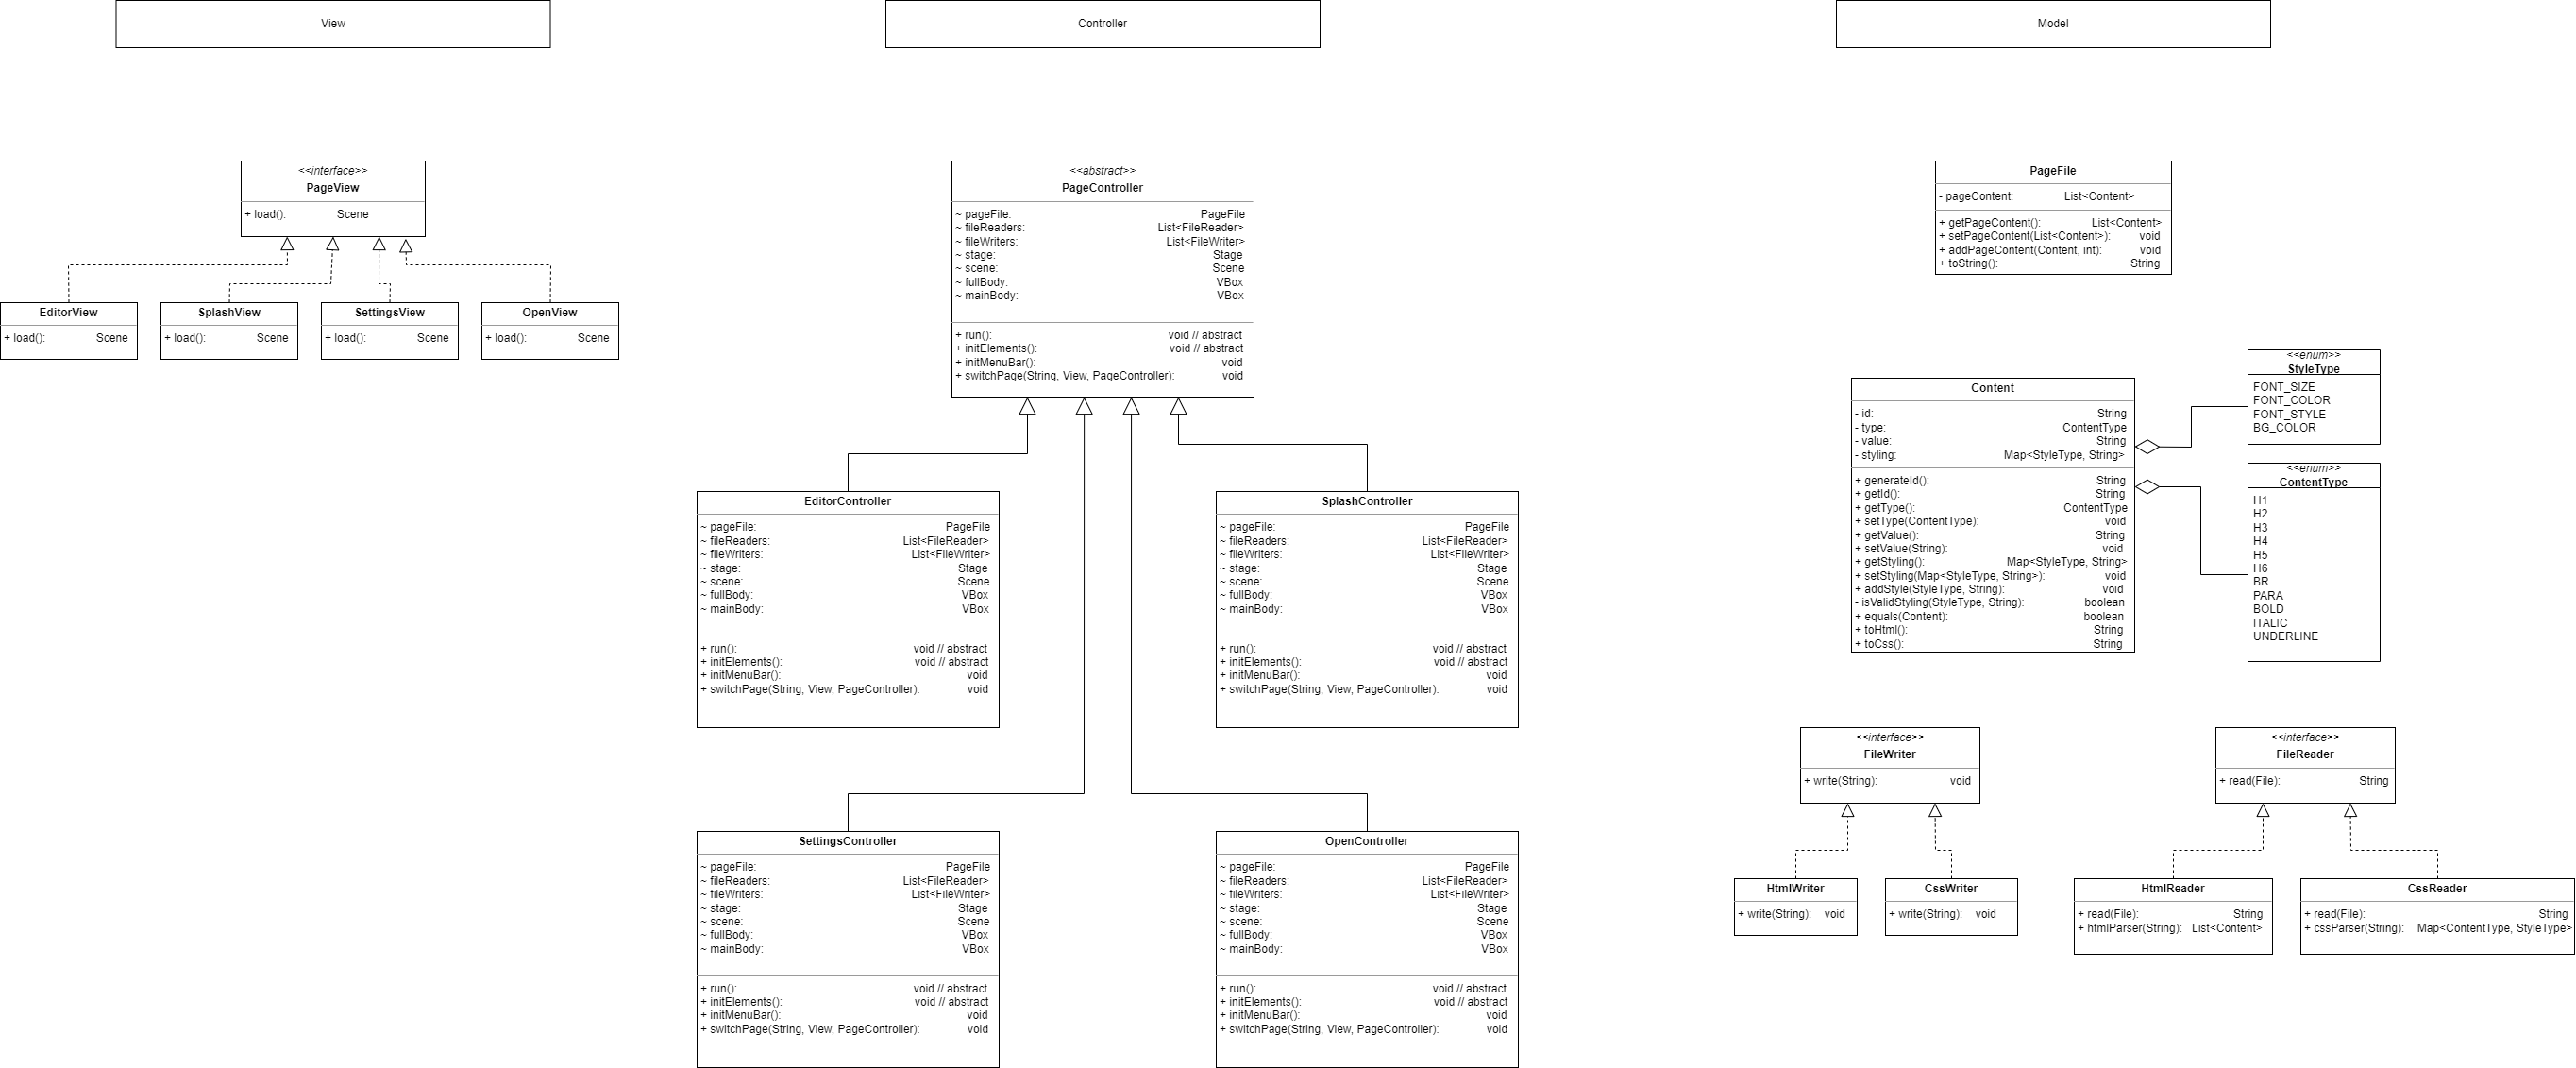 View
Controller
Model
<<interface>>
PageView
+ load(): Scene
EditorView
+ load(): Scene
SplashView
+ load(): Scene
SettingsView
+ load(): Scene
OpenView
+ load(): Scene
<<abstract>>
PageController
~ pageFile: PageFile
~ fileReaders: List<FileReader>
~ fileWriters: List<FileWriter>
~ stage: Stage
~ scene: Scene
~ fullBody: VBox
~ mainBody: VBox
+ run(): void // abstract
+ initElements(): void // abstract
+ initMenuBar(): void
+ switchPage(String, View, PageController): void
EditorController
~ pageFile: PageFile
~ fileReaders: List<FileReader>
~ fileWriters: List<FileWriter>
~ stage: Stage
~ scene: Scene
~ fullBody: VBox
~ mainBody: VBox
+ run(): void // abstract
+ initElements(): void // abstract
+ initMenuBar(): void
+ switchPage(String, View, PageController): void
SplashController
~ pageFile: PageFile
~ fileReaders: List<FileReader>
~ fileWriters: List<FileWriter>
~ stage: Stage
~ scene: Scene
~ fullBody: VBox
~ mainBody: VBox
+ run(): void // abstract
+ initElements(): void // abstract
+ initMenuBar(): void
+ switchPage(String, View, PageController): void
SettingsController
~ pageFile: PageFile
~ fileReaders: List<FileReader>
~ fileWriters: List<FileWriter>
~ stage: Stage
~ scene: Scene
~ fullBody: VBox
~ mainBody: VBox
+ run(): void // abstract
+ initElements(): void // abstract
+ initMenuBar(): void
+ switchPage(String, View, PageController): void
OpenController
~ pageFile: PageFile
~ fileReaders: List<FileReader>
~ fileWriters: List<FileWriter>
~ stage: Stage
~ scene: Scene
~ fullBody: VBox
~ mainBody: VBox
+ run(): void // abstract
+ initElements(): void // abstract
+ initMenuBar(): void
+ switchPage(String, View, PageController): void
PageFile
- pageContent: List<Content>
+ getPageContent(): List<Content>
+ setPageContent(List<Content>): void
+ addPageContent(Content, int): void
+ toString(): String
Content
- id: String
- type: ContentType
- value: String
- styling: Map<StyleType, String>
+ generateId(): String
+ getId(): String
+ getType(): ContentType
+ setType(ContentType): void
+ getValue(): String
+ setValue(String): void
+ getStyling(): Map<StyleType, String>
+ setStyling(Map<StyleType, String>): void
+ addStyle(StyleType, String): void
- isValidStyling(StyleType, String): boolean
+ equals(Content): boolean
+ toHtml(): String
+ toCss(): String
<<enum>>
StyleType
FONT_SIZE
FONT_COLOR
FONT_STYLE
BG_COLOR
<<enum>>
ContentType
H1
H2
H3
H4
H5
H6
BR
PARA
BOLD
ITALIC
UNDERLINE
<<interface>>
FileWriter
+ write(String): void
<<interface>>
FileReader
+ read(File): String
HtmlWriter
+ write(String): void
CssWriter
+ write(String): void
HtmlReader
+ read(File): String
+ htmlParser(String): List<Content>
CssReader
+ read(File): String
+ cssParser(String): Map<ContentType, StyleType>